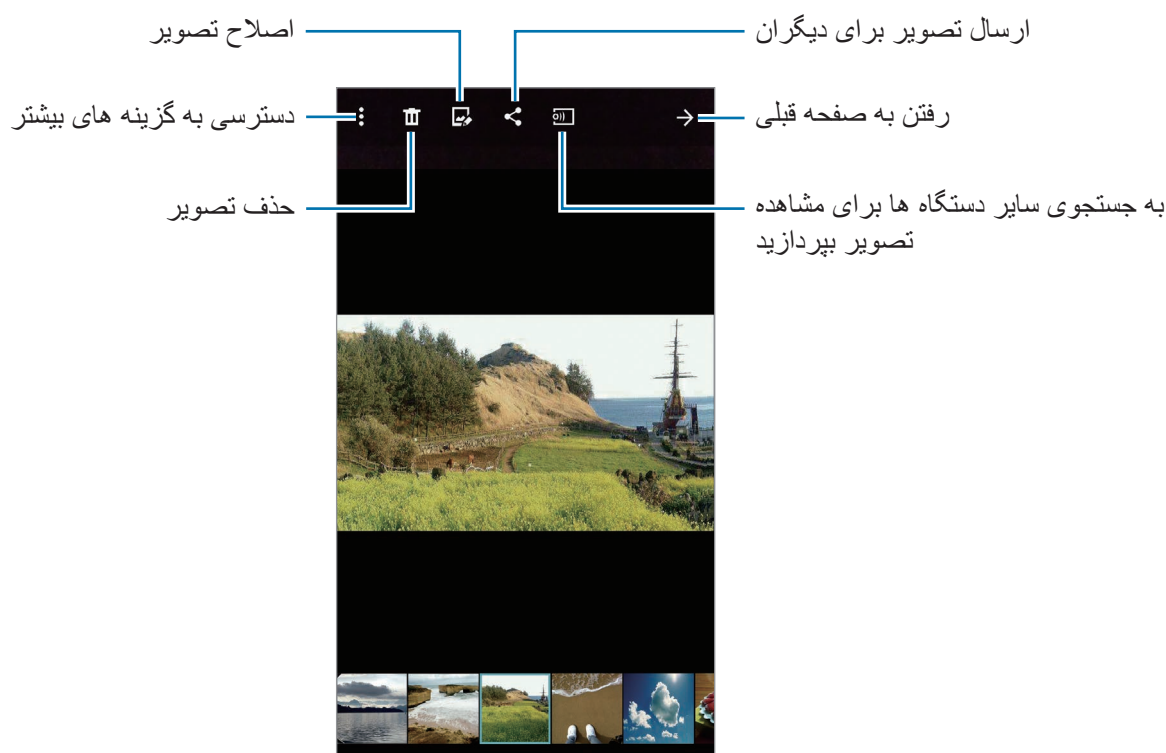 ارسال تصویر برای دیگران
اصلاح تصویر
رفتن به صفحه قبلی
دسترسی به گزینه های بیشتر
به جستجوی سایر دستگاه ها برای مشاهده
تصویر بپردازید
حذف تصویر